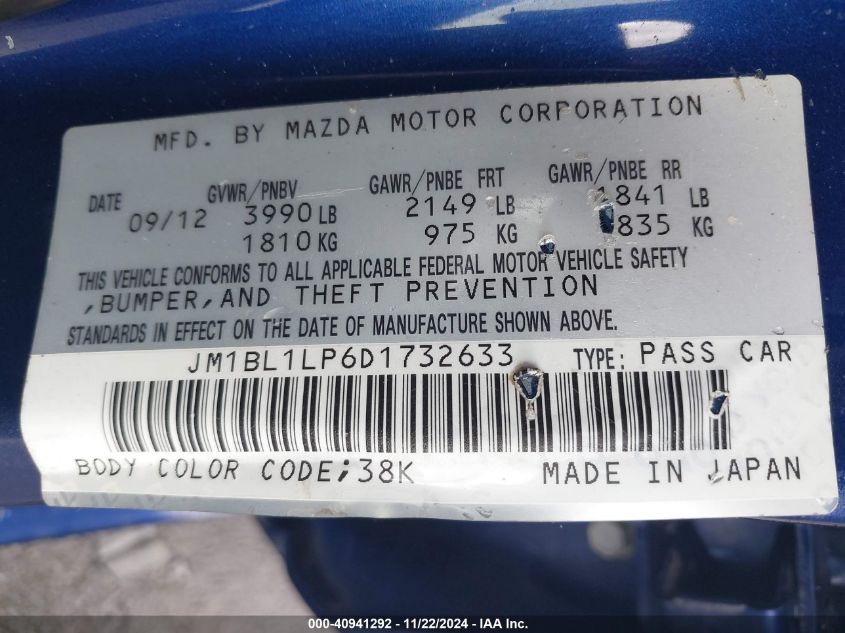 MFD. BY MAZDA MOTOR CORPORATION
DATE GVWR/PNBV GAWR/PNBE FRT GAWR/PNBE RR
09/12 3990 LB 2149 LB 1841 LB
1810 KG 975 KG 835 KG
THIS VEHICLE CONFORMS TO ALL APPLICABLE FEDERAL MOTOR VEHICLE SAFETY
,BUMPER,AND THEFT PREVENTION
STANDARDS IN EFFECT ON THE DATE OF MANUFACTURE SHOWN ABOVE.
JM1BL1LP6D1732633 TYPE: PASS CAR
BODY COLOR CODE;38K MADE IN JAPAN
000-40941292 - 11/22/2024 - IAA Inc.